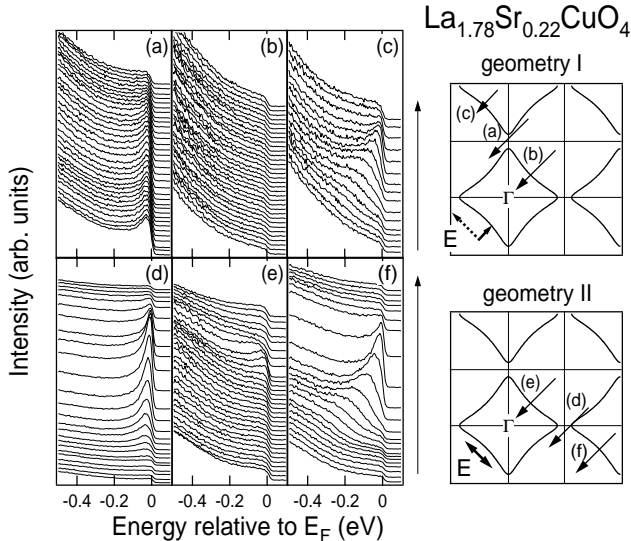 La1.78Sr0.22CuO4
(a)
(b)
(c)
Intensity (arb. units)
(d)
(e)
(f)
-0.4 -0.2 0
-0.4 -0.2 0
-0.4 -0.2 0
Energy relative to EF (eV)
geometry I
(c)
(a)
(b)
Γ
E
geometry II
(e)
(d)
Γ
E
(f)